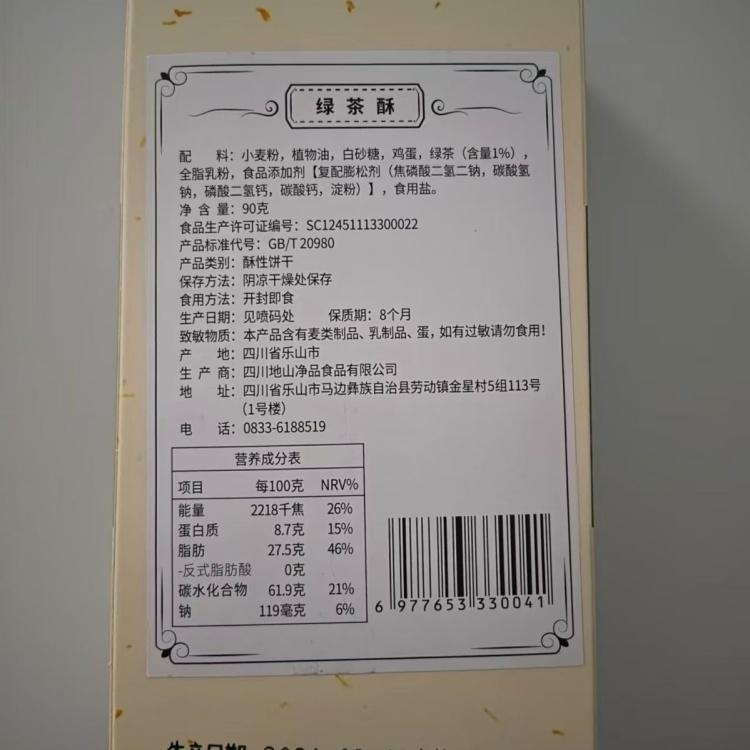 绿茶酥
配 料：小麦粉，植物油，白砂糖，鸡蛋，绿茶（含量1%），
全脂乳粉，食品添加剂【复配膨松剂（焦磷酸二氢二钠，碳酸氢
钠，磷酸二氢钙，碳酸钙，淀粉）】，食用盐。
净 含 量：90克
食品生产许可证编号：SC12451113300022
产品标准代号：GB/T 20980
产品类别：酥性饼干
保存方法：阴凉干燥处保存
食用方法：开封即食
生产日期：见喷码处 保质期：8个月
致敏物质：本产品含有麦类制品、乳制品、蛋，如有过敏请勿食用！
产 地：四川省乐山市
生 产 商：四川地山净品食品有限公司
地 址：四川省乐山市马边彝族自治县劳动镇金星村5组113号
（1号楼）
电 话：0833-6188519
营养成分表
项目 每100克 NRV%
能量 2218千焦 26%
蛋白质 8.7克 15%
脂肪 27.5克 46%
-反式脂肪酸 0克
碳水化合物 61.9克 21%
钠 119毫克 6%
6 977653 330041